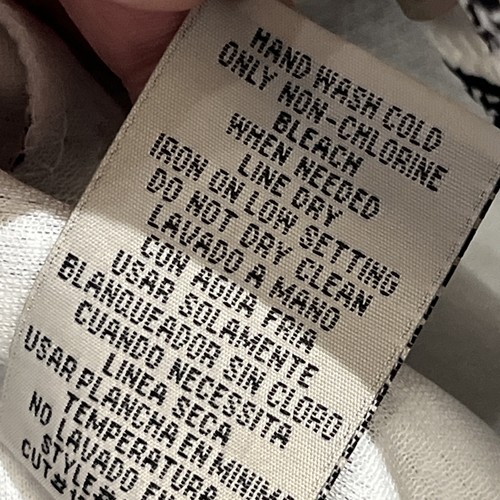 HAND WASH COLD
ONLY NON-CHLORINE
BLEACH
WHEN NEEDED
LINE DRY
IRON ON LOW SETTING
DO NOT DRY CLEAN
LAVADO A MANO
CON AGUA FRIA
USAR SOLAMENTE
BLANQUEADOR SIN CLORO
CUANDO NECESSITA
LINEA SECA
USAR PLANCHA EN MINIMA
TEMPERATURA
NO LAVADO
STYLE#
CUT#